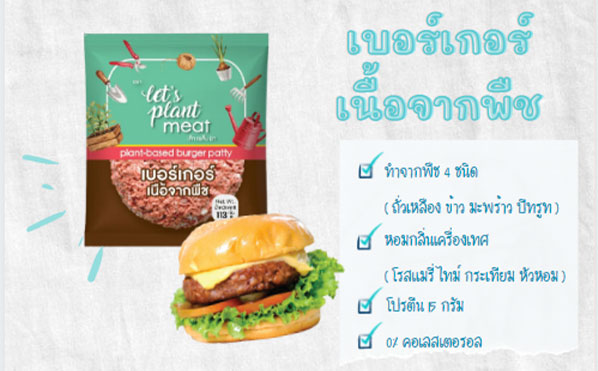 let's
plant
meat
plant-based burger patty
เบอร์เกอร์
เนื้อจากพืช
Net Wt.
113
เบอร์เกอร์
เนื้อจากพืช
ทำจากพืช 4 ชนิด
( ถั่วเหลือง ข้าว มะพร้าว บีทรูท )
หอมกลิ่นเครื่องเทศ
( โรสแมรี่ ไทม์ กระเทียม หัวหอม )
โปรตีน 15 กรัม
0% คอเลสเตอรอล